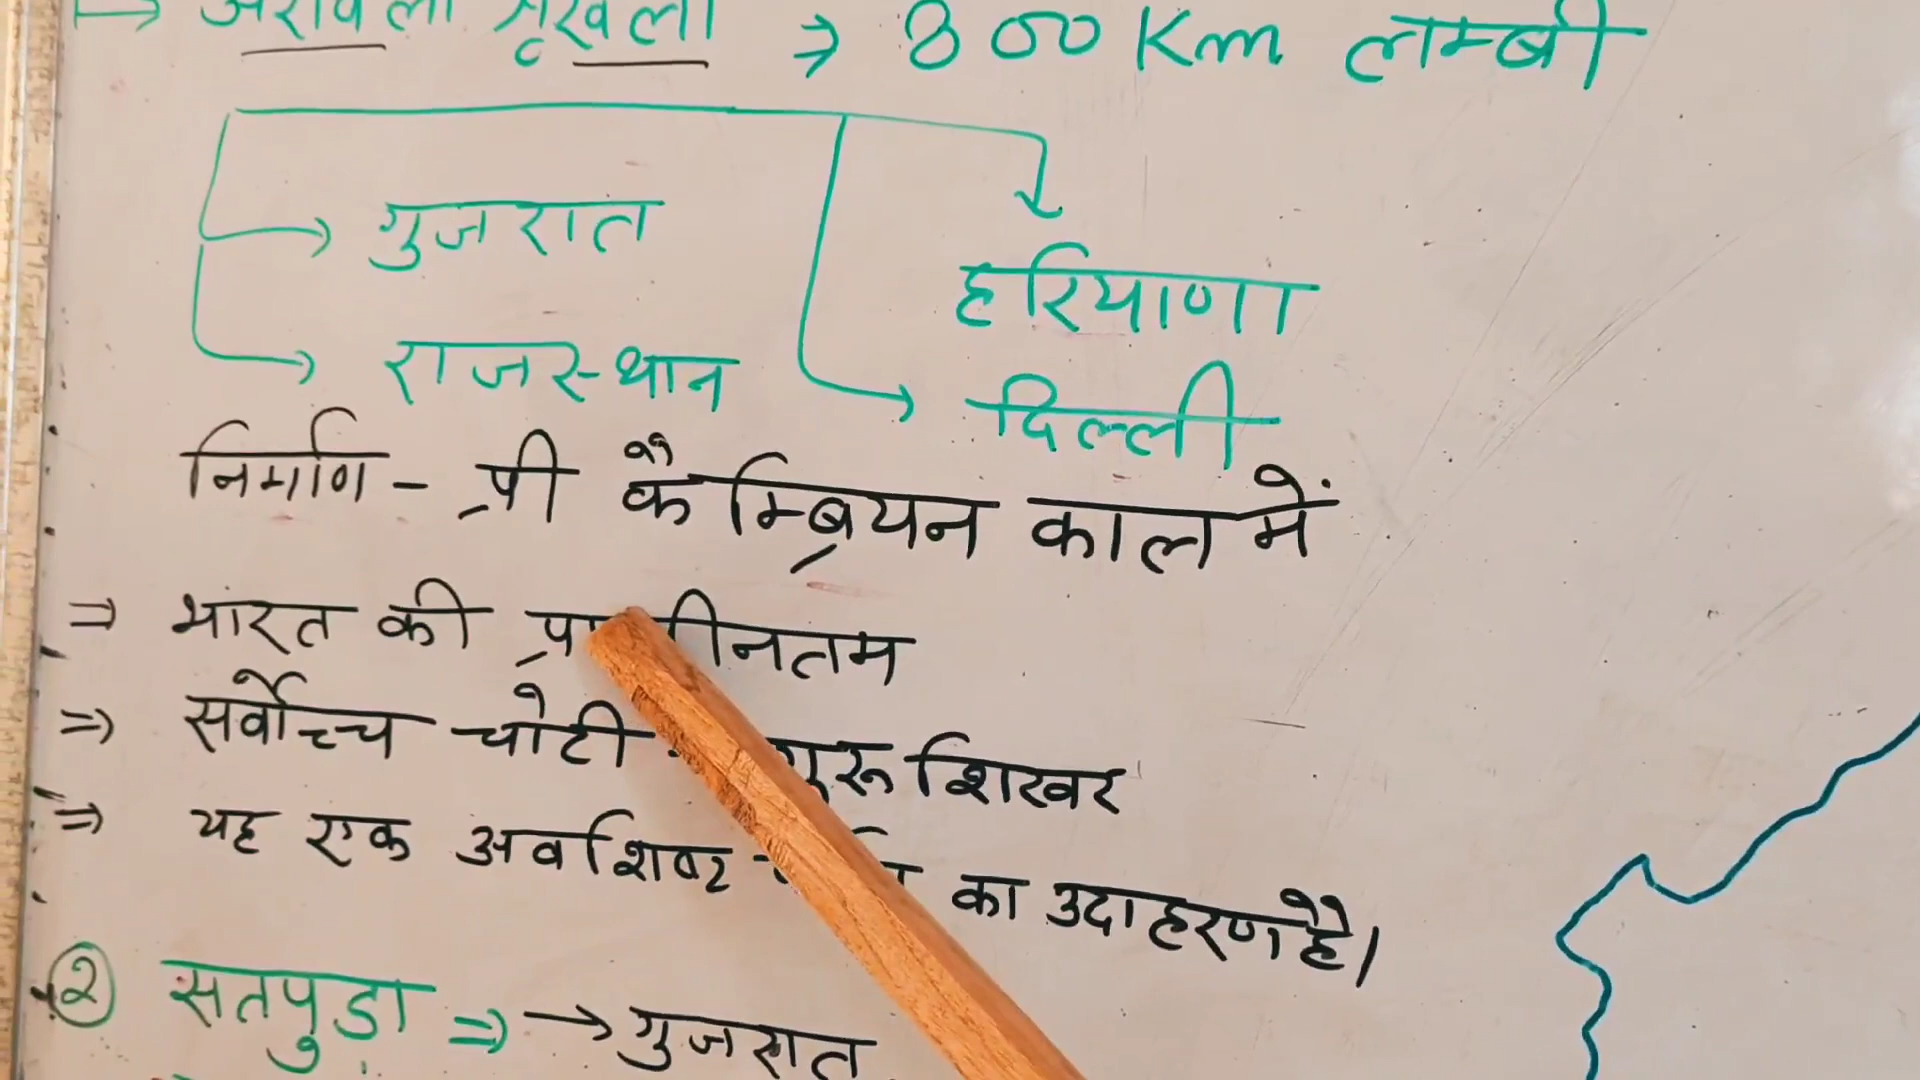 अरावली श्रृंखला ⇒ 800 Km लम्बी
→ गुजरात
हरियाणा
→ राजस्थान
→ दिल्ली
निर्माण - प्री कैम्ब्रियन काल में
⇒ भारत की प्राचीनतम
⇒ सर्वोच्च चोटी - गुरु शिखर
⇒ यह एक अवशिष्ट का उदाहरण है।
② सतपुड़ा ⇒ → गुजरात